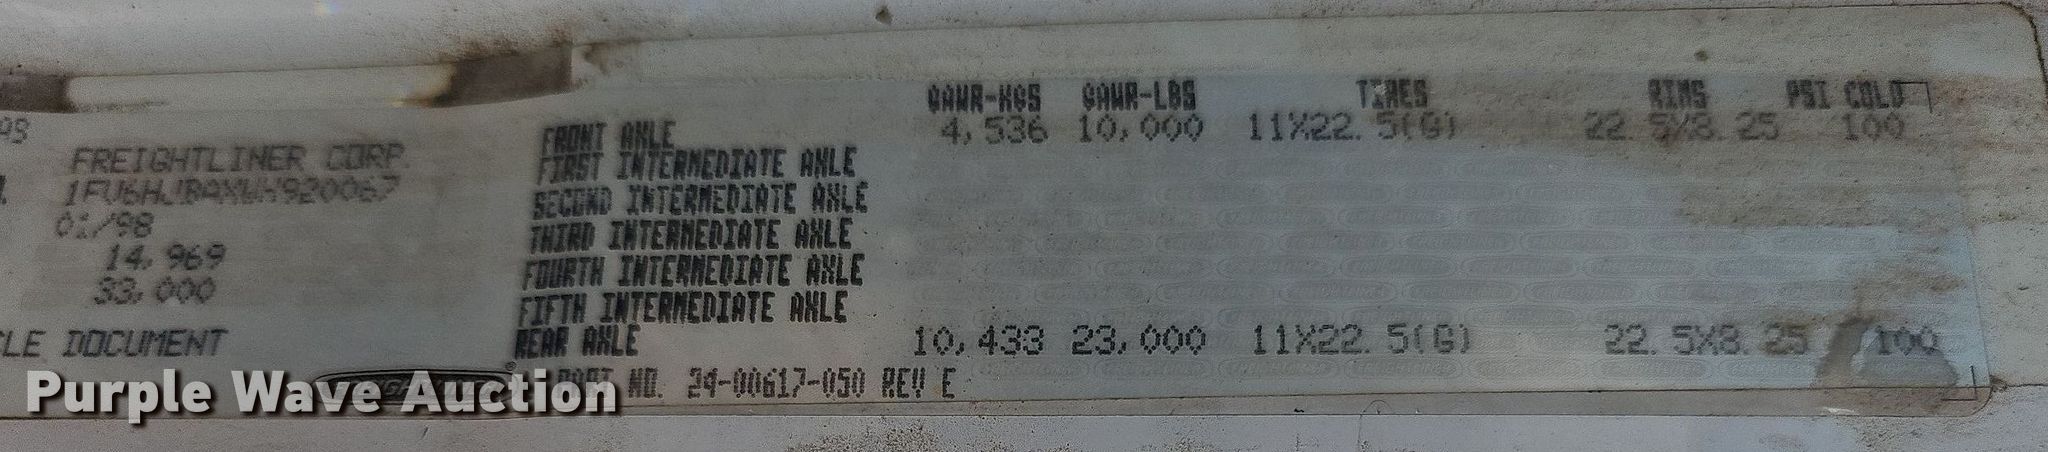 GAWR-KGS GAWR-LBS TIRES RIMS PSI COLD
FRONT AXLE 4,536 10,000 11X22.5(G) 22.5X8.25 100
FIRST INTERMEDIATE AXLE
SECOND INTERMEDIATE AXLE
THIRD INTERMEDIATE AXLE
FOURTH INTERMEDIATE AXLE
FIFTH INTERMEDIATE AXLE
REAR AXLE 10,433 23,000 11X22.5(G) 22.5X8.25 100
PART NO. 24-00617-050 REV E
FREIGHTLINER CORP.
01/98
14,969
33,000
CLE DOCUMENT
Purple Wave Auction